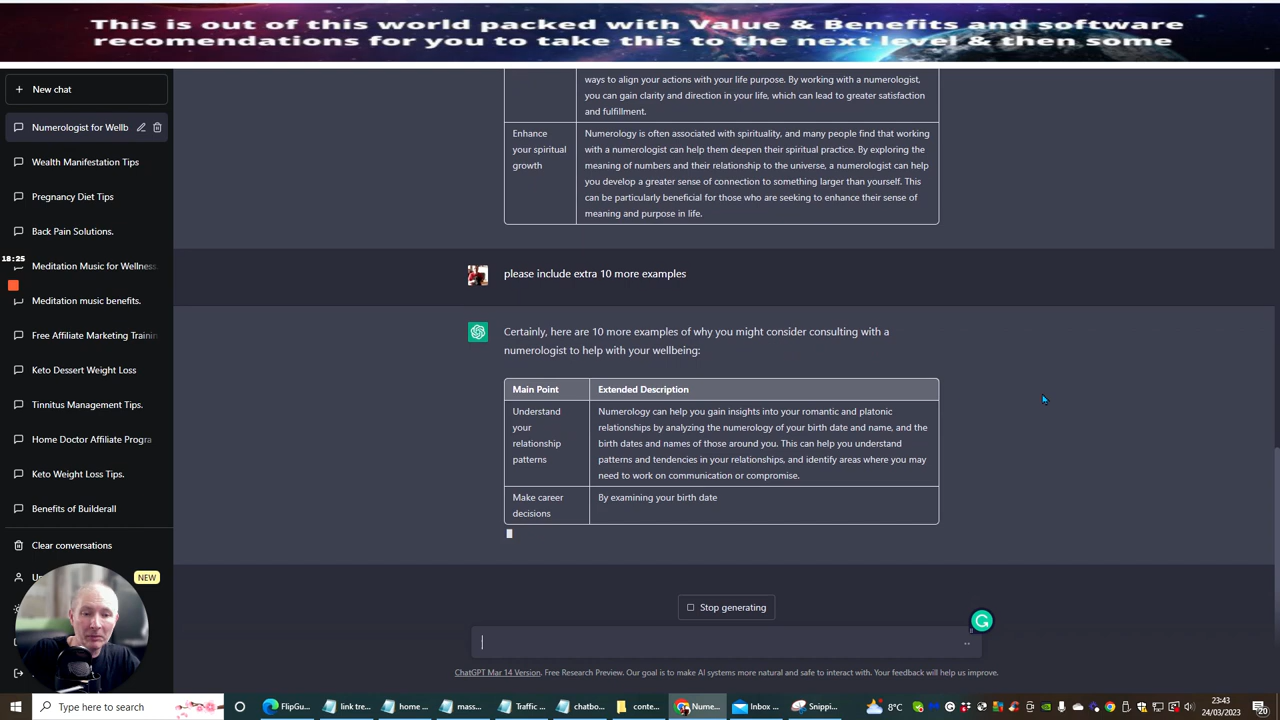 This is out of this world packed with Value & Benefits and software
recomendations for you to take this to the next level & then some
New chat
Numerologist for Wellb
Wealth Manifestation Tips
Pregnancy Diet Tips
Back Pain Solutions.
18:25
Meditation Music for Wellness.
Meditation music benefits.
Free Affiliate Marketing Trainin
Keto Dessert Weight Loss
Tinnitus Management Tips.
Home Doctor Affiliate Progra
Keto Weight Loss Tips.
Benefits of Builderall
Clear conversations
NEW
ways to align your actions with your life purpose. By working with a numerologist,
you can gain clarity and direction in your life, which can lead to greater satisfaction
and fulfillment.
Enhance
your spiritual
growth
Numerology is often associated with spirituality, and many people find that working
with a numerologist can help them deepen their spiritual practice. By exploring the
meaning of numbers and their relationship to the universe, a numerologist can help
you develop a greater sense of connection to something larger than yourself. This
can be particularly beneficial for those who are seeking to enhance their sense of
meaning and purpose in life.
please include extra 10 more examples
Certainly, here are 10 more examples of why you might consider consulting with a
numerologist to help with your wellbeing:
Main Point
Extended Description
Understand
your
relationship
patterns
Numerology can help you gain insights into your romantic and platonic
relationships by analyzing the numerology of your birth date and name, and the
birth dates and names of those around you. This can help you understand
patterns and tendencies in your relationships, and identify areas where you may
need to work on communication or compromise.
Make career
decisions
By examining your birth date
Stop generating
ChatGPT Mar 14 Version. Free Research Preview. Our goal is to make AI systems more natural and safe to interact with. Your feedback will help us improve.
Type here to search
FlipGu...
link tre...
home ...
mass...
Traffic ...
chatbo...
conte...
Nume...
Inbox ...
Snippi...
8°C
23:43
24/03/2023